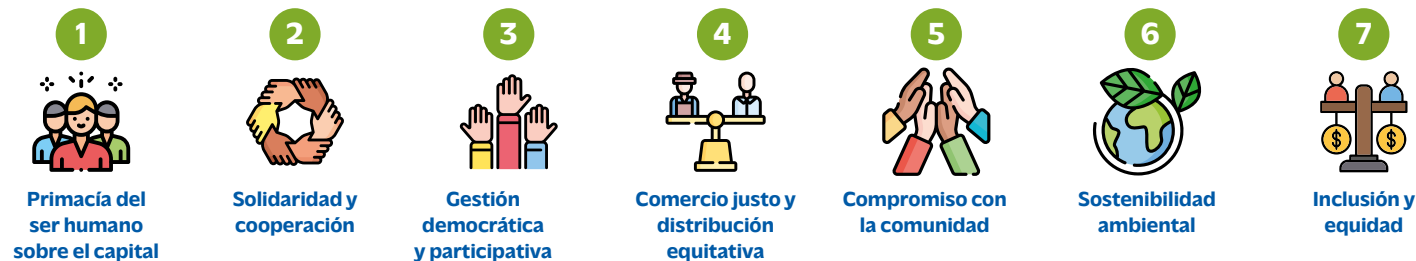 1
Primacía del
ser humano
sobre el capital
2
Solidaridad y
cooperación
3
Gestión
democrática
y participativa
4
Comercio justo y
distribución
equitativa
5
Compromiso con
la comunidad
6
Sostenibilidad
ambiental
7
Inclusión y
equidad
$
$